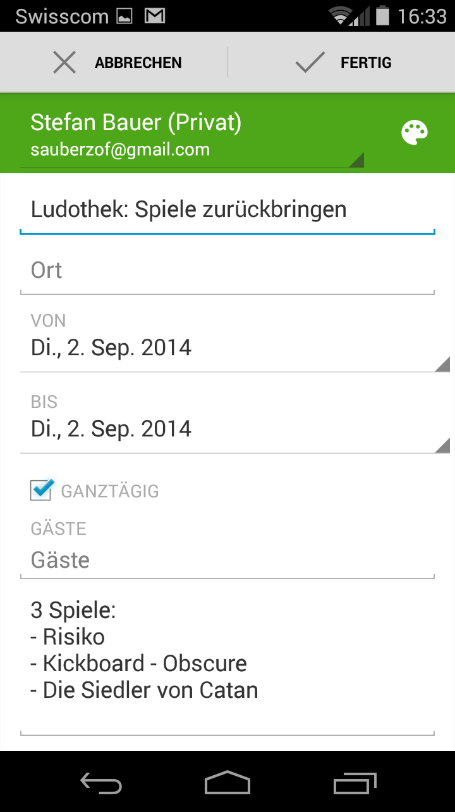 Swisscom 16:33
ABBRECHEN FERTIG
Stefan Bauer (Privat)
sauberzof@gmail.com
Ludothek: Spiele zurückbringen
Ort
VON
Di., 2. Sep. 2014
BIS
Di., 2. Sep. 2014
GANZTÄGIG
GÄSTE
Gäste
3 Spiele:
- Risiko
- Kickboard - Obscure
- Die Siedler von Catan